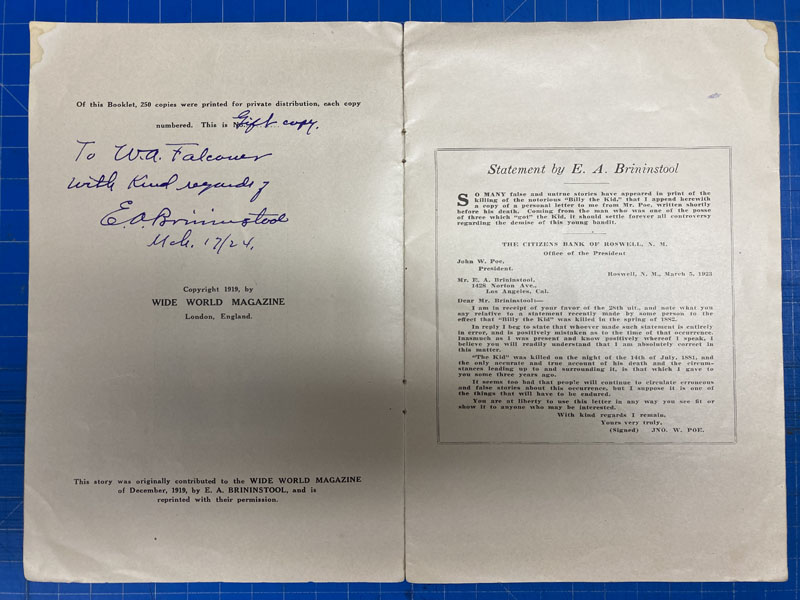 Of this Booklet, 250 copies were printed for private distribution, each copy
numbered. This is No. Gift copy.
To W.A. Falconer
with Kind regards of
E.A. Brininstool
Mch. 17/24.
Copyright 1919, by
WIDE WORLD MAGAZINE
London, England.
This story was originally contributed to the WIDE WORLD MAGAZINE
of December, 1919, by E. A. BRININSTOOL, and is
reprinted with their permission.
Statement by E. A. Brininstool
SO MANY false and untrue stories have appeared in print of the
killing of the notorious "Billy the Kid," that I append herewith
a copy of a personal letter to me from Mr. Poe, written shortly
before his death. Coming from the man who was one of the posse
of three which "got" the Kid, it should settle forever all controversy
regarding the demise of this young bandit.
THE CITIZENS BANK OF ROSWELL, N. M.
Office of the President
John W. Poe,
President.
Roswell, N. M., March 5, 1923
Mr. E. A. Brininstool,
1428 Norton Ave.,
Los Angeles, Cal.
Dear Mr. Brininstool:—
I am in receipt of your favor of the 28th ult., and note what you
say relative to a statement recently made by some person to the
effect that "Billy the Kid" was killed in the spring of 1882.
In reply I beg to state that whoever made such statement is entirely
in error, and is positively mistaken as to the time of that occurrence.
Inasmuch as I was present and know positively whereof I speak, I
believe you will readily understand that I am absolutely correct in
this matter.
"The Kid" was killed on the night of the 14th of July, 1881, and
the only accurate and true account of his death and the circum-
stances leading up to and surrounding it, is that which I gave to
you some three years ago.
It seems too bad that people will continue to circulate erroneous
and false stories about this occurrence, but I suppose it is one of
the things that will have to be endured.
You are at liberty to use this letter in any way you see fit or
show it to anyone who may be interested.
With kind regards I remain,
Yours very truly,
(Signed) JNO. W. POE.